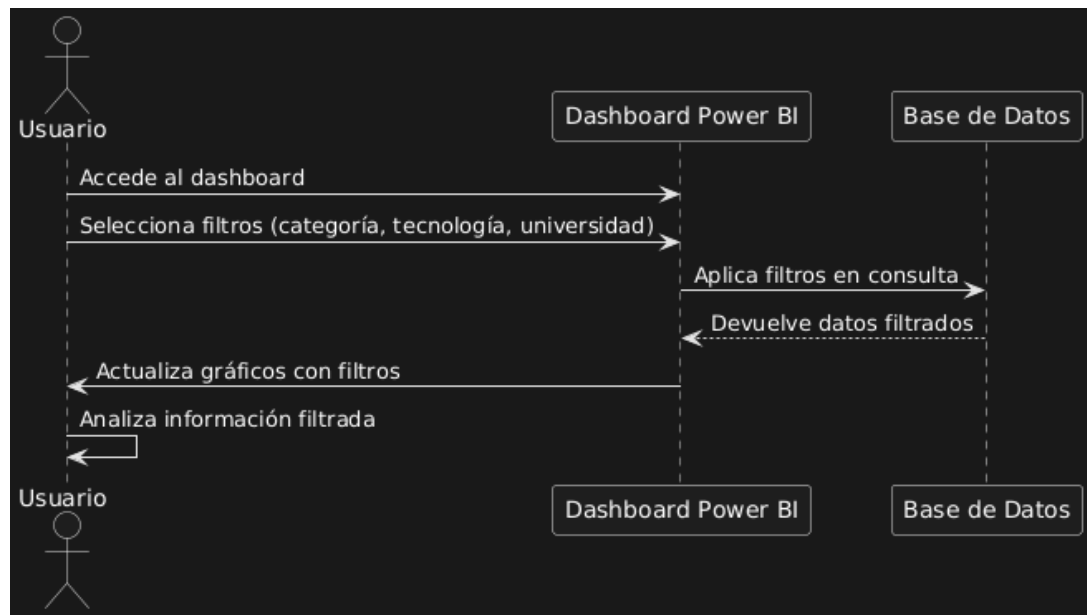 Usuario
Dashboard Power BI
Base de Datos
Accede al dashboard
Selecciona filtros (categoría, tecnología, universidad)
Aplica filtros en consulta
Devuelve datos filtrados
Actualiza gráficos con filtros
Analiza información filtrada
Usuario
Dashboard Power BI
Base de Datos